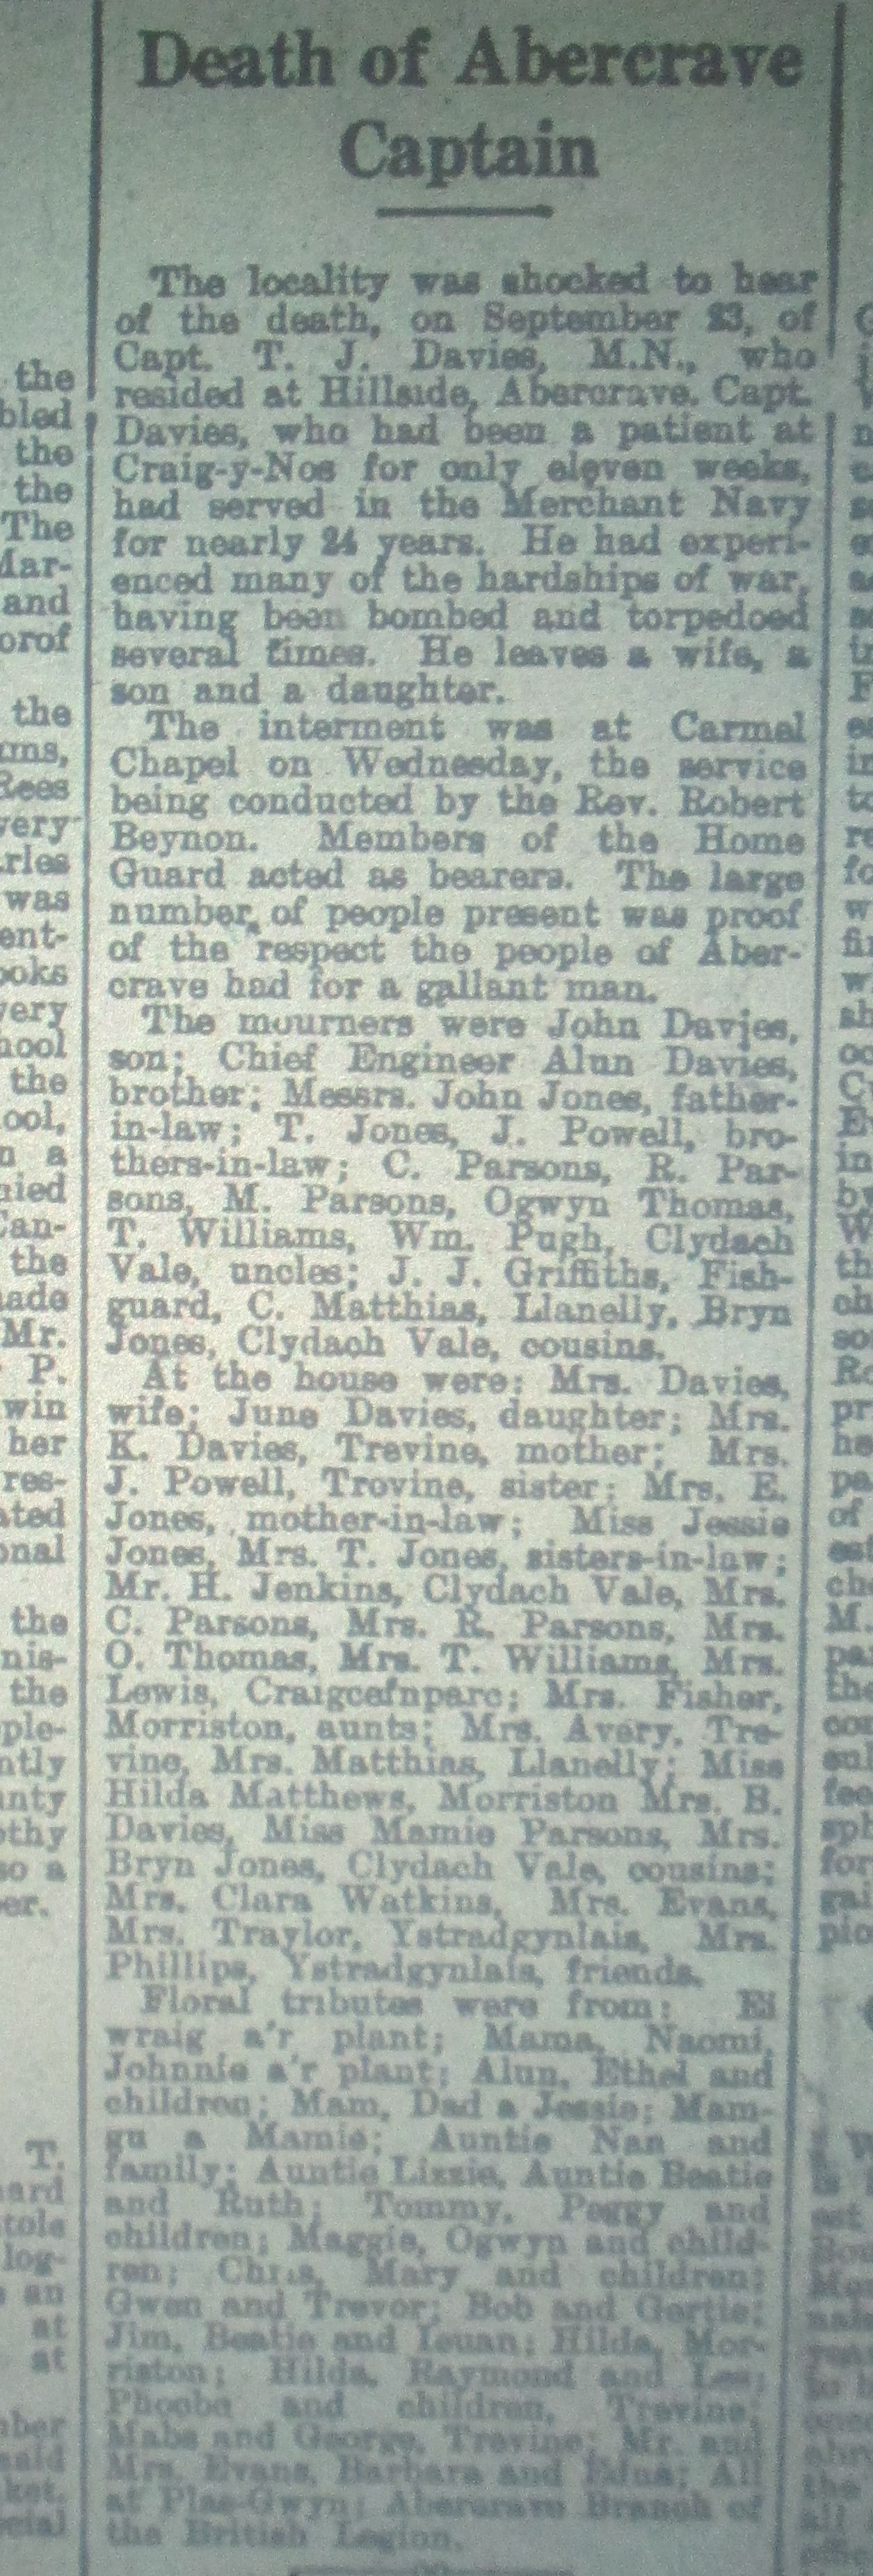 Death of Abercrave
Captain
The locality was shocked to hear
of the death, on September 23, of
Capt. T. J. Davies, M.N., who
resided at Hillside, Abercrave. Capt.
Davies, who had been a patient at
Craig-y-Nos for only eleven weeks,
had served in the Merchant Navy
for nearly 24 years. He had experi-
enced many of the hardships of war,
having been bombed and torpedoed
several times. He leaves a wife, a
son and a daughter.
The interment was at Carmel
Chapel on Wednesday, the service
being conducted by the Rev. Robert
Beynon. Members of the Home
Guard acted as bearers. The large
number of people present was proof
of the respect the people of Aber-
crave had for a gallant man.
The mourners were John Davies,
son; Chief Engineer Alun Davies,
brother; Messrs. John Jones, father-
in-law; T. Jones, J. Powell, bro-
thers-in-law; C. Parsons, R. Par-
sons, M. Parsons, Ogwyn Thomas,
T. Williams, Wm. Pugh, Clydach
Vale, uncles; J. J. Griffiths, Fish-
guard, C. Matthias, Llanelly, Bryn
Jones, Clydach Vale, cousins.
At the house were: Mrs. Davies,
wife; June Davies, daughter; Mrs.
K. Davies, Trevine, mother; Mrs.
J. Powell, Trovine, sister; Mrs. E.
Jones, mother-in-law; Miss Jessie
Jones, Mrs. T. Jones, sisters-in-law;
Mr. H. Jenkins, Clydach Vale, Mrs.
C. Parsons, Mrs. R. Parsons, Mrs.
O. Thomas, Mrs. T. Williams, Mrs.
Lewis, Craigcefnparc; Mrs. Fisher,
Morriston, aunts; Mrs. Avery, Tre-
vine, Mrs. Matthias, Llanelly; Miss
Hilda Matthews, Morriston Mrs. B.
Davies, Miss Mamie Parsons, Mrs.
Bryn Jones, Clydach Vale, cousins;
Mrs. Clara Watkins, Mrs. Evans,
Mrs. Traylor, Ystradgynlais, Mrs.
Phillips, Ystradgynlais, friends.
Floral tributes were from: Ei
wraig a'r plant; Mama, Naomi,
Johnnie a'r plant; Alun, Ethel and
children; Mam, Dad a Jessie; Mam-
gu a Mamie; Auntie Nan and
family; Auntie Lizzie, Auntie Beatie
and Ruth; Tommy, Peggy and
children; Maggie, Ogwyn and child-
ren; Chris, Mary and children;
Gwen and Trevor; Bob and Gertie;
Jim, Beatie and Ieuan; Hilda, Mor-
riston; Hilda, Raymond and Les;
Phoebe and children, Trevine;
Mabs and George, Trevine; Mr. and
Mrs. Evans, Barbara and Edna; All
at Plas-Gwyn; Abercrave Branch of
the British Legion.